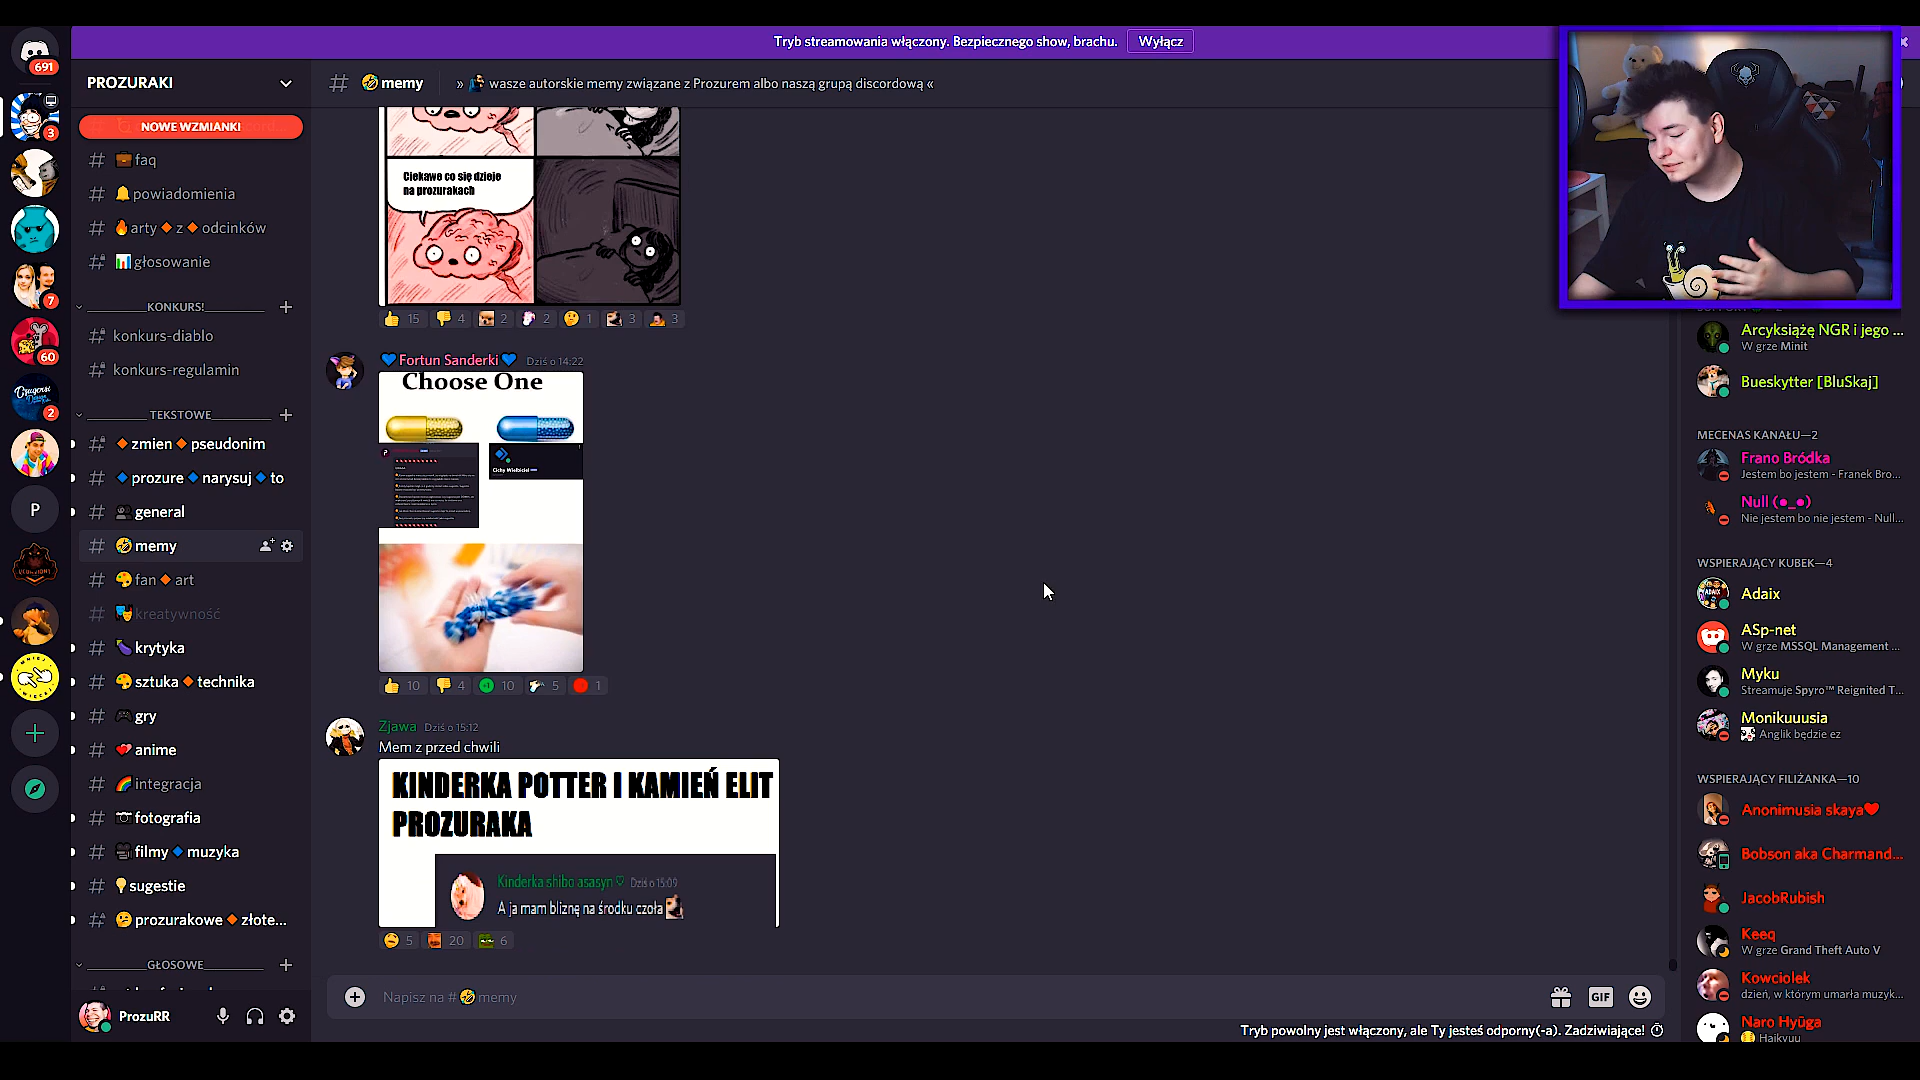 Tryb streamowania włączony. Bezpiecznego show, brachu.
Wyłącz
691
3
7
60
2
P
PROZURAKI
NOWE WZMIANKI
faq
powiadomienia
arty z odcinków
głosowanie
KONKURS!
konkurs-diablo
konkurs-regulamin
TEKSTOWE
zmien pseudonim
prozure narysuj to
general
memy
fan art
kreatywność
krytyka
sztuka technika
gry
anime
integracja
fotografia
filmy muzyka
sugestie
prozurakowe złote...
GŁOSOWE
ProzuRR
memy
» wasze autorskie memy związane z Prozurem albo naszą grupą discordową «
Ciekawe co się dzieje
na prozurakach
15 4 2 2 1 3 3
Fortun Sanderki Dziś o 14:22
Choose One
Cichy Wielbiciel
10 4 10 5 1
Zjawa Dziś o 15:12
Mem z przed chwili
KINDERKA POTTER I KAMIEŃ ELIT
PROZURAKA
Kinderka shibo asasyn ♡ Dziś o 15:09
A ja mam bliznę na środku czoła
5 20 6
Napisz na # memy
GIF
Tryb powolny jest włączony, ale Ty jesteś odporny(-a). Zadziwiające!
Arcyksiążę NGR i jego ...
W grze Minit
Bueskytter [BluSkaj]
MECENAS KANAŁU—2
Frano Bródka
Jestem bo jestem - Franek Bro...
Null (●_●)
Nie jestem bo nie jestem - Null...
WSPIERAJĄCY KUBEK—4
Adaix
ASp-net
W grze MSSQL Management ...
Myku
Streamuje Spyro™ Reignited T...
Monikuuusia
Anglik będzie ez
WSPIERAJĄCY FILIŻANKA—10
Anonimusia skaya
Bobson aka Charmand...
JacobRubish
Keeq
W grze Grand Theft Auto V
Kowciolek
dzień, w którym umarła muzyk...
Naro Hyūga
Haikyuu